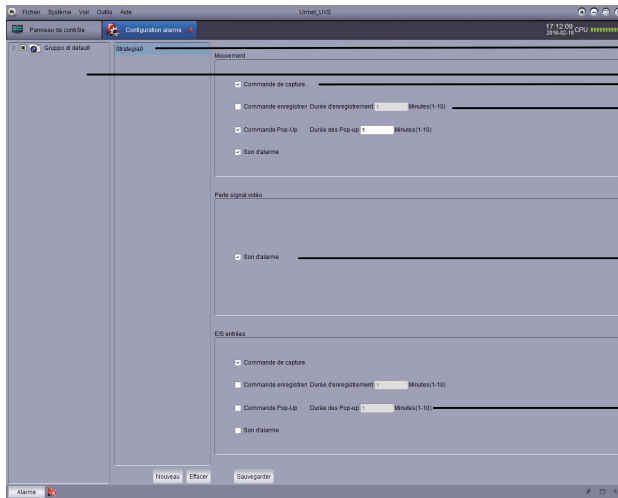 Fichier Système Voir Outils Aide Urmet_UVS
Panneau de contrôle Configuration alarme 17:12:09 CPU
2016-02-18
Gruppo di default Strategia0
Mouvement
Commande de capture
Commande enregistren Durée d'enregistrement 1 Minutes(1-10)
Commande Pop-Up Durée des Pop-up 1 Minutes(1-10)
Son d'alarme
Perte signal vidéo
Son d'alarme
E/S entrées
Commande de capture
Commande enregistren Durée d'enregistrement 1 Minutes(1-10)
Commande Pop-Up Durée des Pop-up 1 Minutes(1-10)
Son d'alarme
Nouveau Effacer Sauvegarder
Alarme